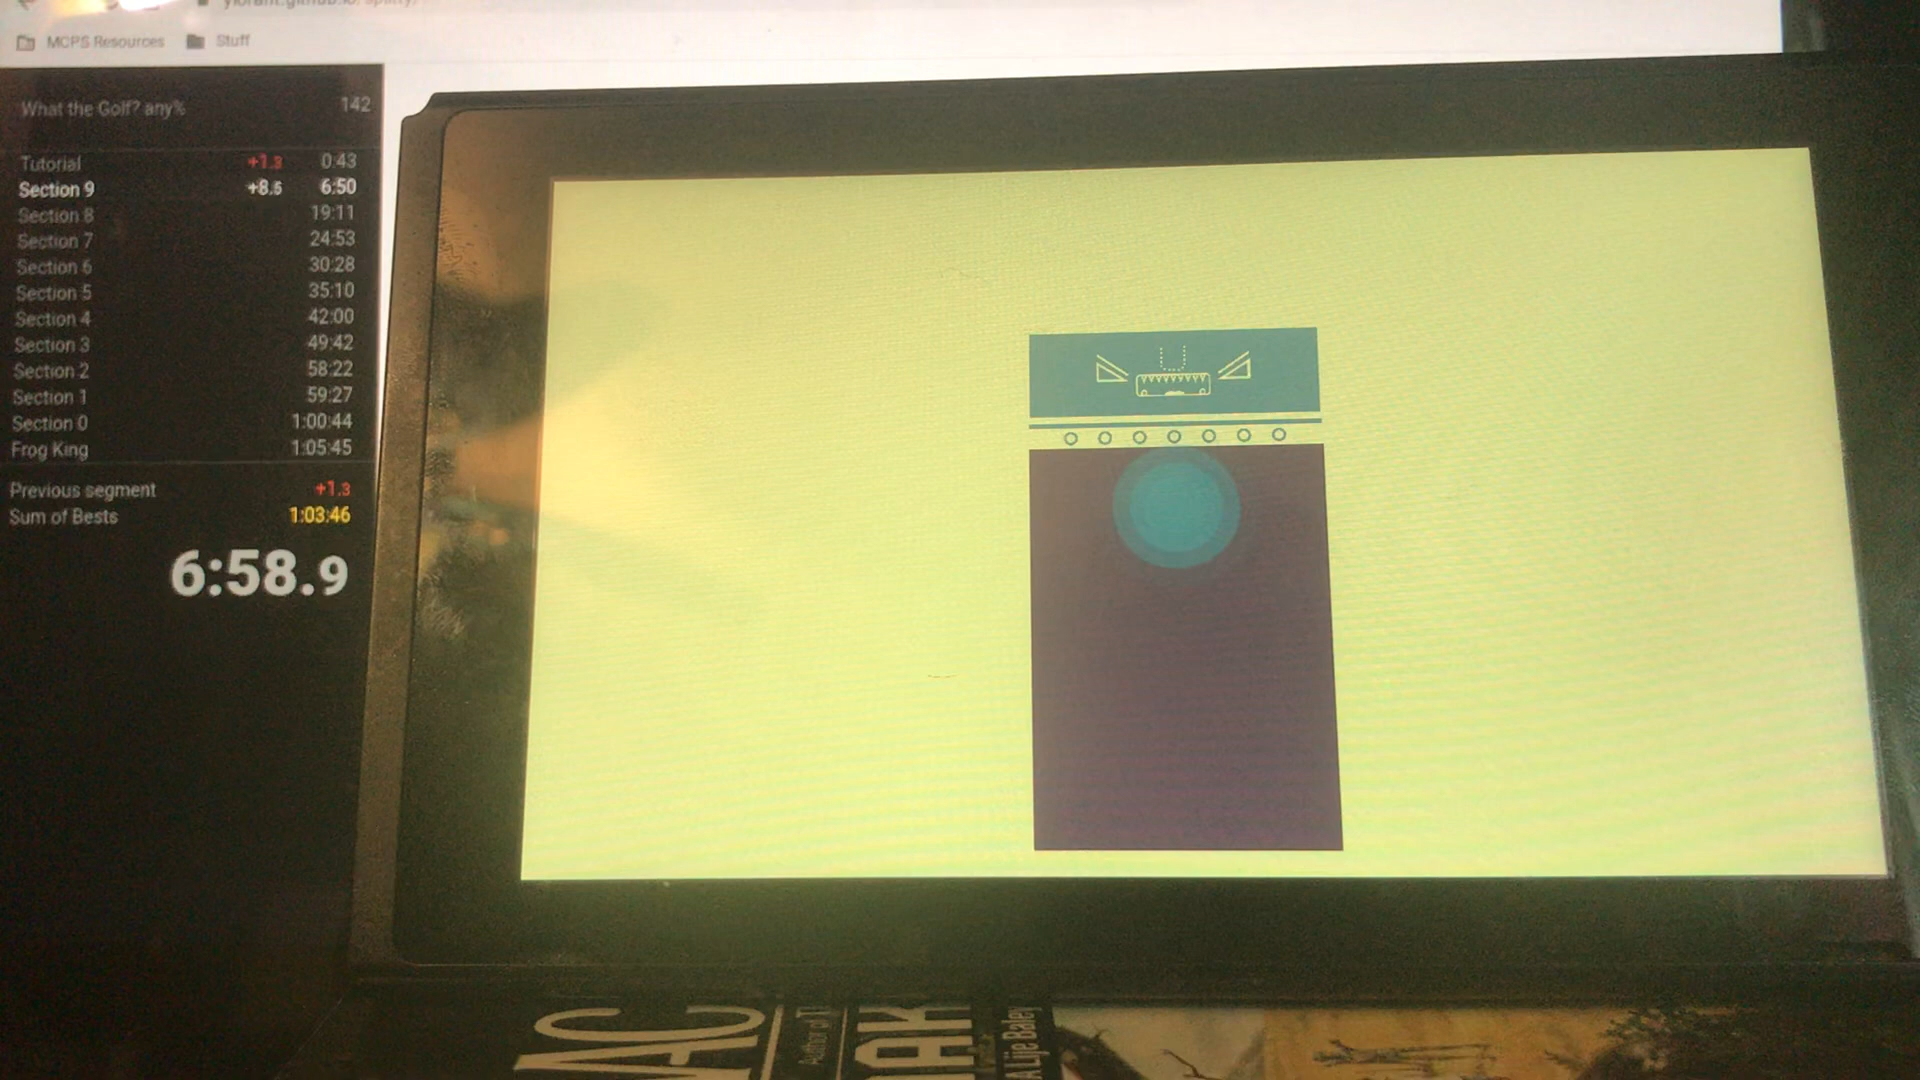 MCPS Resources Stuff
What the Golf? any% 142
Tutorial +1.3 0:43
Section 9 +8.5 6:50
Section 8 19:11
Section 7 24:53
Section 6 30:28
Section 5 35:10
Section 4 42:00
Section 3 49:42
Section 2 58:22
Section 1 59:27
Section 0 1:00:44
Frog King 1:05:45
Previous segment +1.3
Sum of Bests 1:03:46
6:58.9